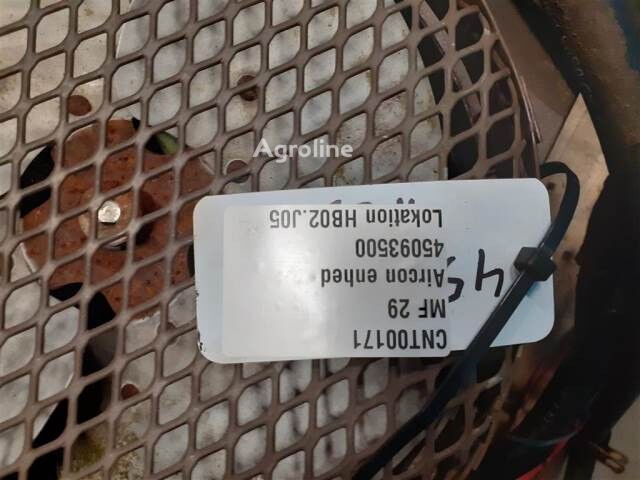 Agroline
CNT00171
MF 29
Aircon enhed
45093500
Lokation HB02.J05